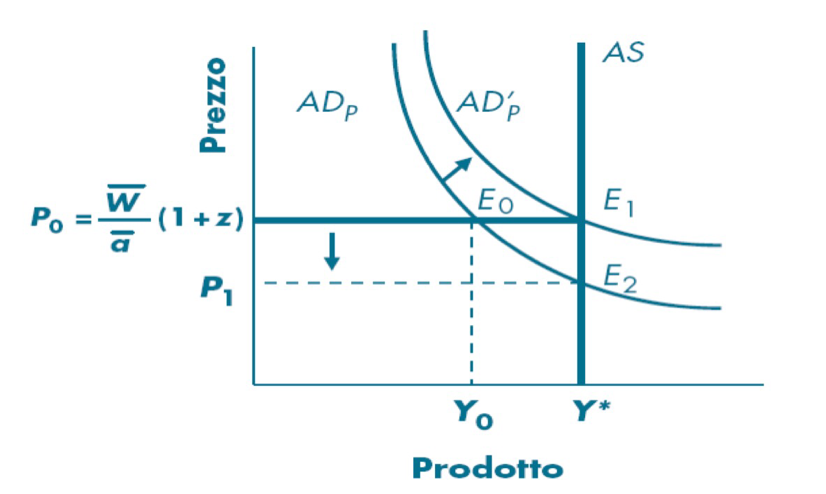 Prezzo
AD_P
AD′_P
AS
P₀ = W̅ / a̅ (1 + z)
E₀
E₁
P₁
E₂
Y₀
Y*
Prodotto